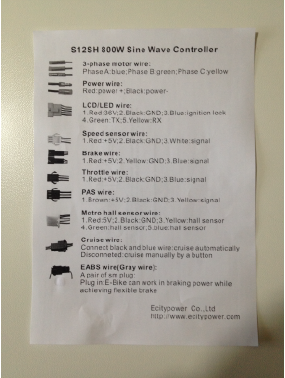 S12SH 800W Sine Wave Controller
3-phase motor wire:
Phase A:blue;Phase B:green;Phase C:yellow
Power wire:
Red:power+;Black:power-
LCD/LED wire:
1.Red:36V;2.Black:GND;3.Blue:ignition lock
4.Green:TX;5.Yellow:RX
Speed sensor wire:
1.Red:+5V;2.Black:GND;3.White:signal
Brake wire:
1.Red:+5V;2.Yellow:GND;3.Blue:signal
Throttle wire:
1.Red:+5V;2.Black:GND;3.Blue:signal
PAS wire:
1.Brown:+5V;2.Black:GND;3.Yellow:signal
Motro hall sensor wire:
1.Red:5V;2.Black:GND;3.Yellow:hall sensor
4.Green:hall sensor;5.blue:hall sensor
Cruise wire:
Connect black and blue wire:cruise automatically
Disconneted:cruise manually by a button
EABS wire(Gray wire):
A pair of sm plug:
Plug in:E-Bike can work in braking power while
achieving flexible brake
Ecitypower Co.,Ltd
http://www.ecitypower.com